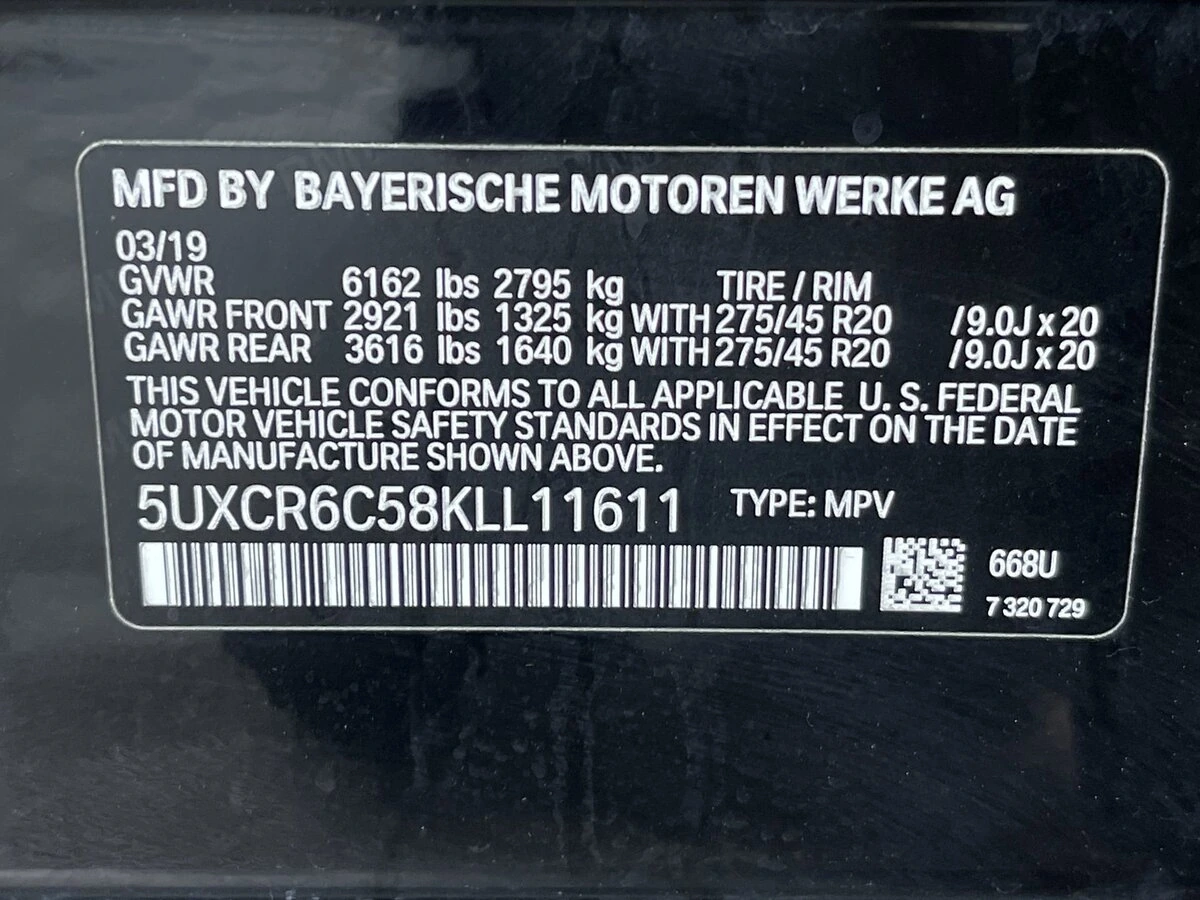 MFD BY BAYERISCHE MOTOREN WERKE AG
03/19
GVWR 6162 lbs 2795 kg TIRE / RIM
GAWR FRONT 2921 lbs 1325 kg WITH 275/45 R20 /9.0J x 20
GAWR REAR 3616 lbs 1640 kg WITH 275/45 R20 /9.0J x 20
THIS VEHICLE CONFORMS TO ALL APPLICABLE U. S. FEDERAL
MOTOR VEHICLE SAFETY STANDARDS IN EFFECT ON THE DATE
OF MANUFACTURE SHOWN ABOVE.
5UXCR6C58KLL11611 TYPE: MPV
668U
7 320 729